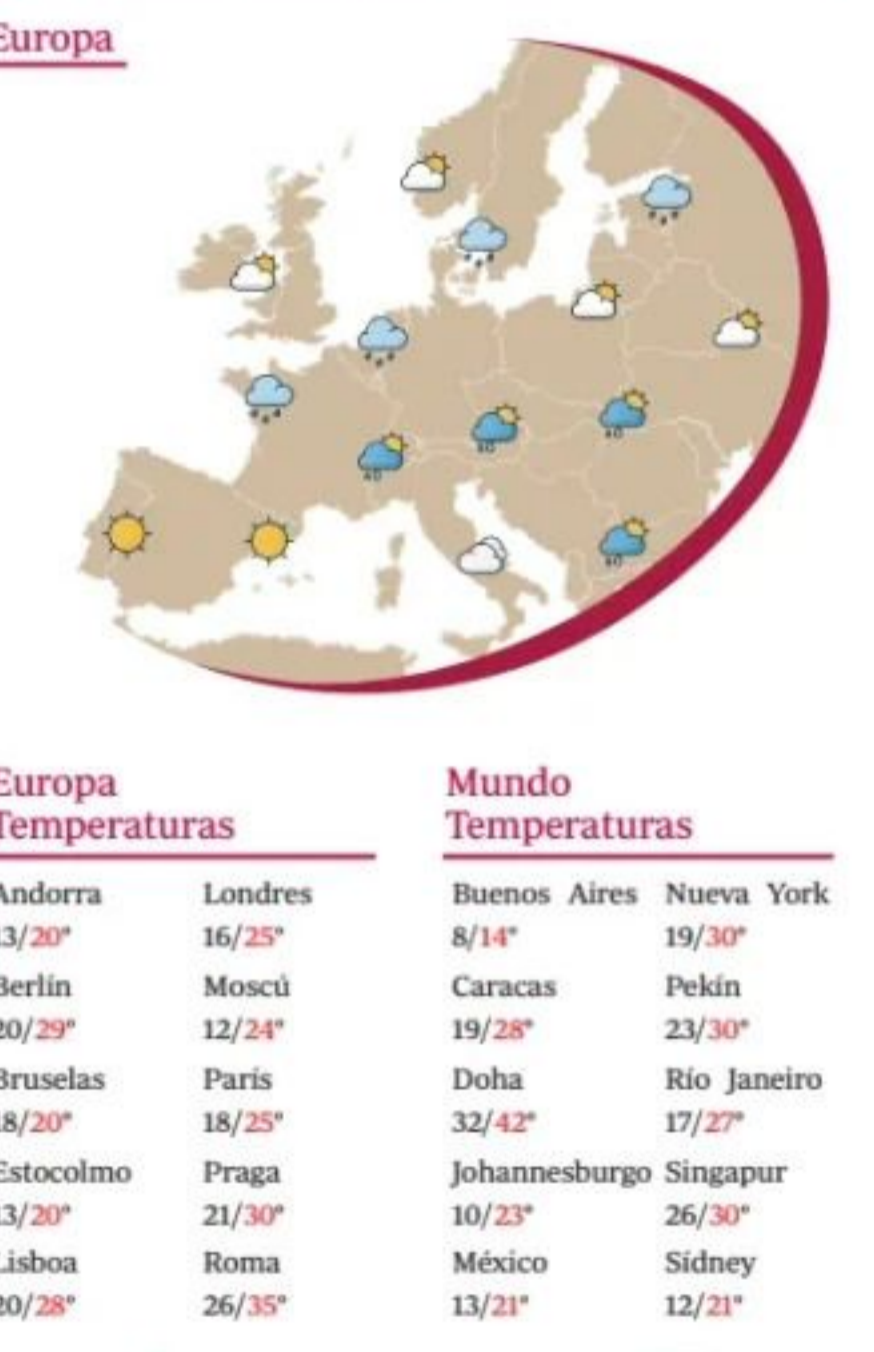 Europa
Europa
Temperaturas
Andorra
13/20°
Berlín
20/29°
Bruselas
18/20°
Estocolmo
13/20°
Lisboa
20/28°
Londres
16/25°
Moscú
12/24°
París
18/25°
Praga
21/30°
Roma
26/35°
Mundo
Temperaturas
Buenos Aires
8/14°
Caracas
19/28°
Doha
32/42°
Johannesburgo
10/23°
México
13/21°
Nueva York
19/30°
Pekín
23/30°
Río Janeiro
17/27°
Singapur
26/30°
Sídney
12/21°